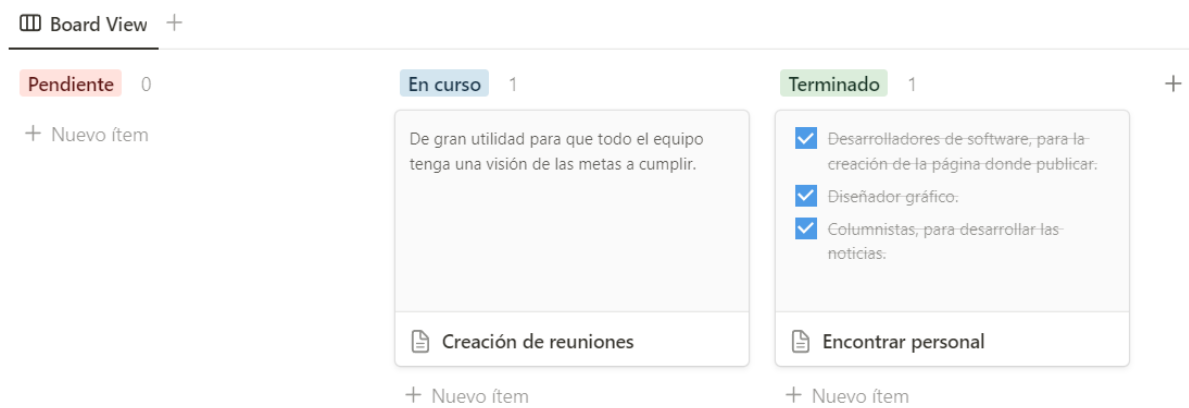 Board View
Pendiente 0
Nuevo ítem
En curso 1
De gran utilidad para que todo el equipo
tenga una visión de las metas a cumplir.
Creación de reuniones
Nuevo ítem
Terminado 1
Desarrolladores de software, para la
creación de la página donde publicar.
Diseñador gráfico.
Columnistas, para desarrollar las
noticias.
Encontrar personal
Nuevo ítem